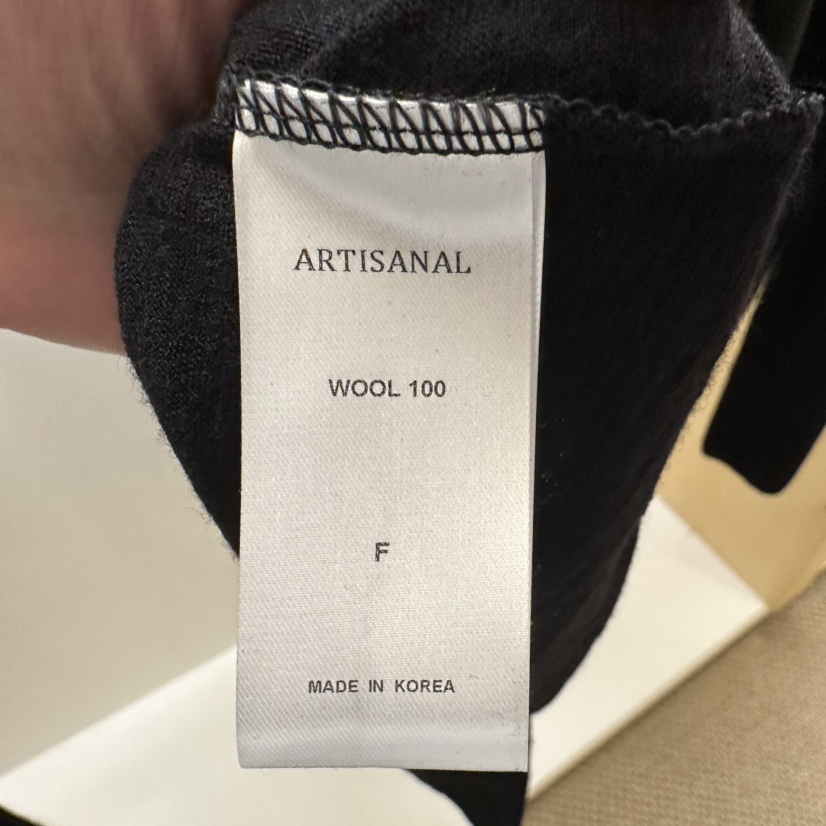 ARTISANAL
WOOL 100
F
MADE IN KOREA